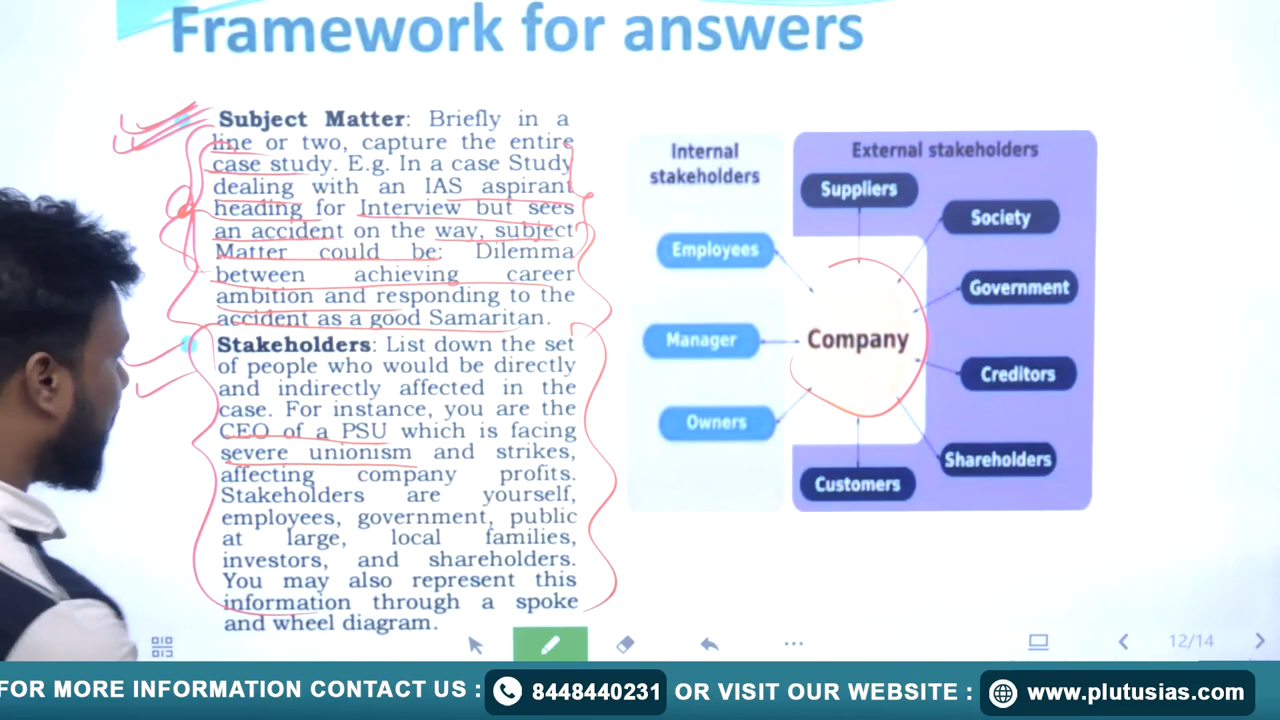 Framework for answers
Subject Matter: Briefly in a
line or two, capture the entire
case study. E.g. In a case Study
dealing with an IAS aspirant
heading for Interview but sees
an accident on the way, subject
Matter could be: Dilemma
between achieving career
ambition and responding to the
accident as a good Samaritan.
Stakeholders: List down the set
of people who would be directly
and indirectly affected in the
case. For instance, you are the
CEO of a PSU which is facing
severe unionism and strikes,
affecting company profits.
Stakeholders are yourself,
employees, government, public
at large, local families,
investors, and shareholders.
You may also represent this
information through a spoke
and wheel diagram.
Internal
stakeholders
Employees
Manager
Owners
External stakeholders
Suppliers
Society
Government
Company
Creditors
Shareholders
Customers
12/14
FOR MORE INFORMATION CONTACT US : 8448440231 OR VISIT OUR WEBSITE : www.plutusias.com